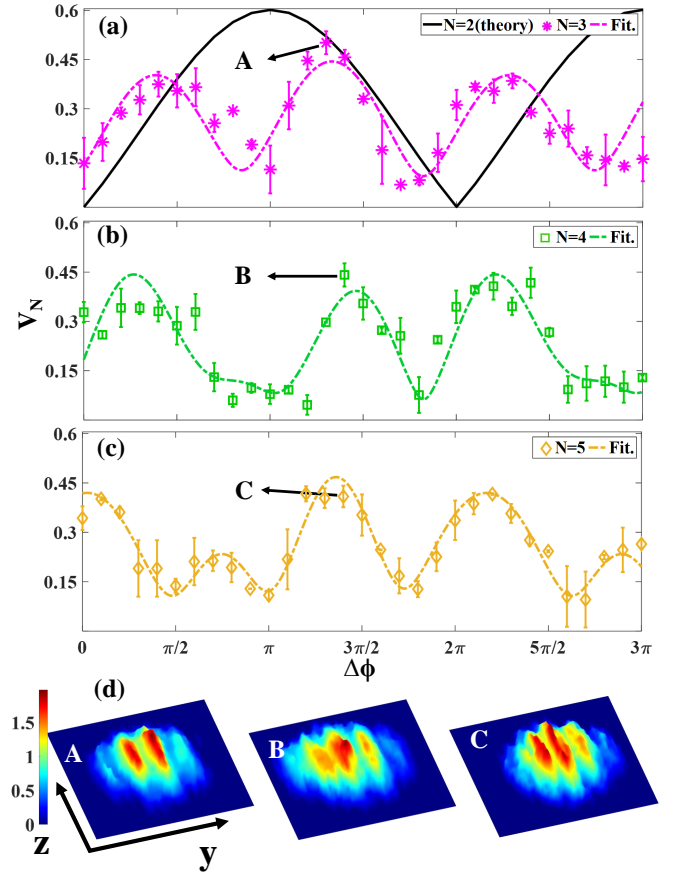 (a)
N=2(theory) N=3 Fit.
A
0.6
0.45
0.3
0.15
(b)
N=4 Fit.
B
0.6
0.45
0.3
0.15
V_N
(c)
N=5 Fit.
C
0.6
0.45
0.3
0.15
0 π/2 π 3π/2 2π 5π/2 3π
Δϕ
(d)
1.5
1
0.5
0
A B C
z y